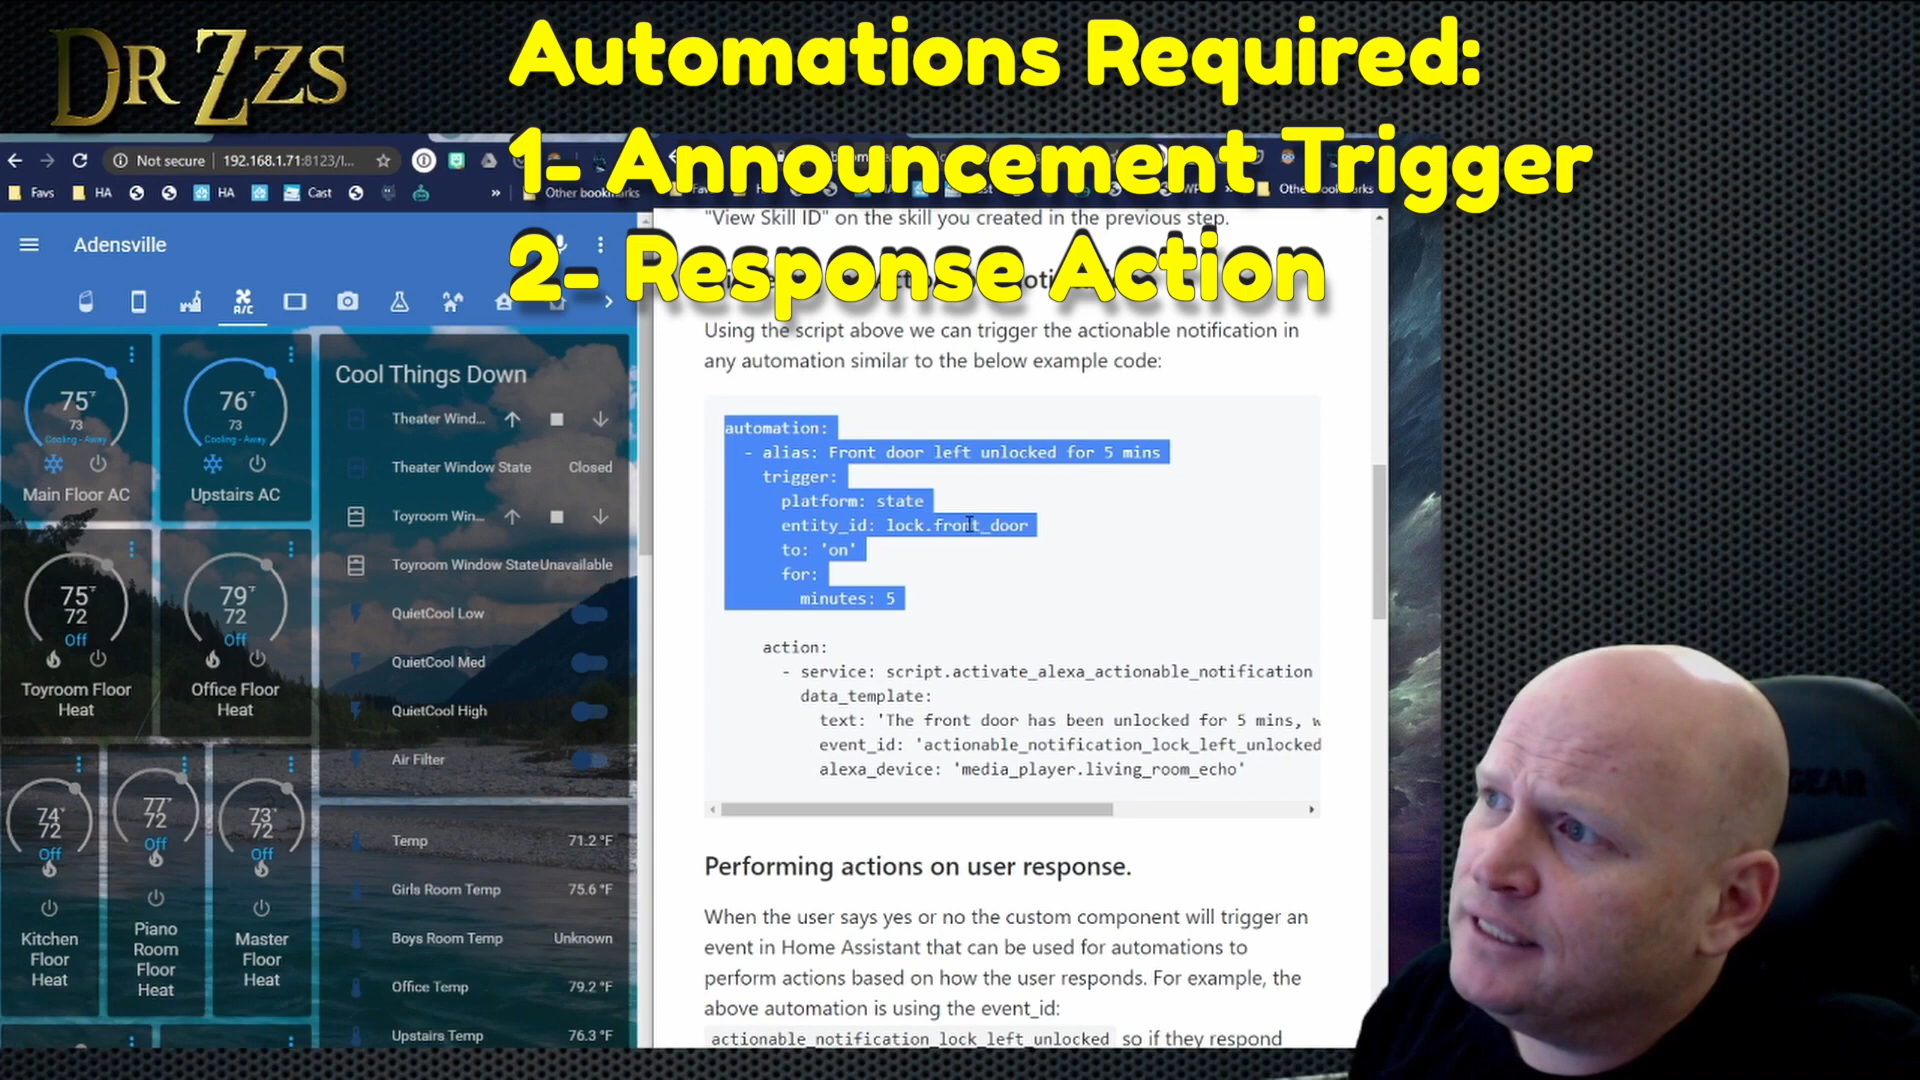 DR ZZS
Automations Required:
1- Announcement Trigger
2- Response Action
Not secure 192.168.1.71:8123/l...
Favs HA HA Cast » Other bookmarks
Adensville
A/C
75°F
73
Cooling - Away
Main Floor AC
76°F
73
Cooling - Away
Upstairs AC
75°F
72
Off
Toyroom Floor
Heat
79°F
72
Off
Office Floor
Heat
74°F
72
Off
Kitchen
Floor
Heat
77°F
72
Off
Piano
Room
Floor
Heat
73°F
72
Off
Master
Floor
Heat
Cool Things Down
Theater Wind...
Theater Window State Closed
Toyroom Win...
Toyroom Window State Unavailable
QuietCool Low
QuietCool Med
QuietCool High
Air Filter
Temp 71.2 °F
Girls Room Temp 75.6 °F
Boys Room Temp Unknown
Office Temp 79.2 °F
Upstairs Temp 76.3 °F
"View Skill ID" on the skill you created in the previous step.
Using the script above we can trigger the actionable notification in
any automation similar to the below example code:
automation:
- alias: Front door left unlocked for 5 mins
trigger:
platform: state
entity_id: lock.front_door
to: 'on'
for:
minutes: 5
action:
- service: script.activate_alexa_actionable_notification
data_template:
text: 'The front door has been unlocked for 5 mins, w
event_id: 'actionable_notification_lock_left_unlocked
alexa_device: 'media_player.living_room_echo'
Performing actions on user response.
When the user says yes or no the custom component will trigger an
event in Home Assistant that can be used for automations to
perform actions based on how the user responds. For example, the
above automation is using the event_id:
actionable_notification_lock_left_unlocked so if they respond